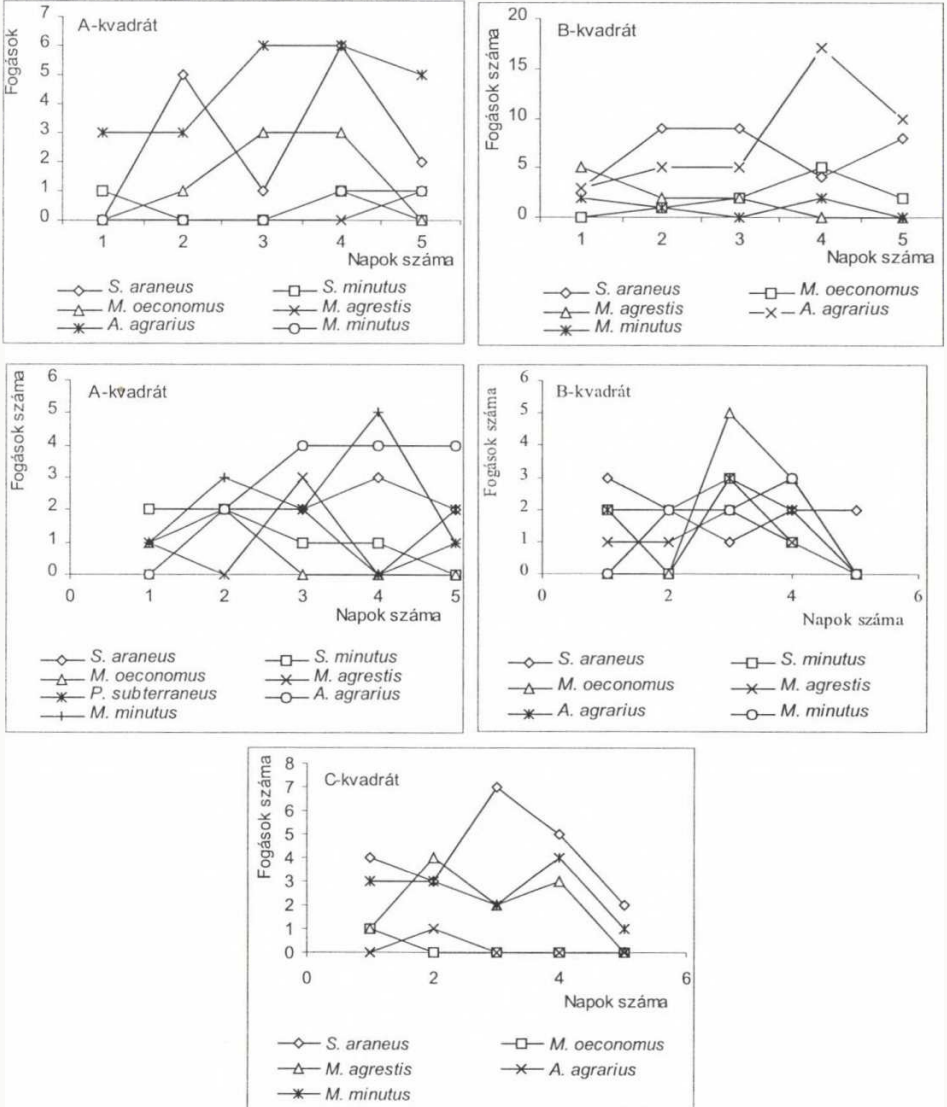 A-kvadrát
Fogások
7
6
5
4
3
2
1
0
1 2 3 4 5
Napok száma
S. araneus S. minutus
M. oeconomus M. agrestis
A. agrarius M. minutus
B-kvadrát
Fogások száma
20
15
10
5
0
1 2 3 4 5
Napok száma
S. araneus M. oeconomus
M. agrestis A. agrarius
M. minutus
A-kvadrát
Fogások száma
6
5
4
3
2
1
0
0 1 2 3 4 5
Napok száma
S. araneus S. minutus
M. oeconomus M. agrestis
P. subterraneus A. agrarius
M. minutus
B-kvadrát
Fogások száma
6
5
4
3
2
1
0
0 2 4 6
Napok száma
S. araneus S. minutus
M. oeconomus M. agrestis
A. agrarius M. minutus
C-kvadrát
Fogások száma
8
7
6
5
4
3
2
1
0
0 2 4 6
Napok száma
S. araneus M. oeconomus
M. agrestis A. agrarius
M. minutus